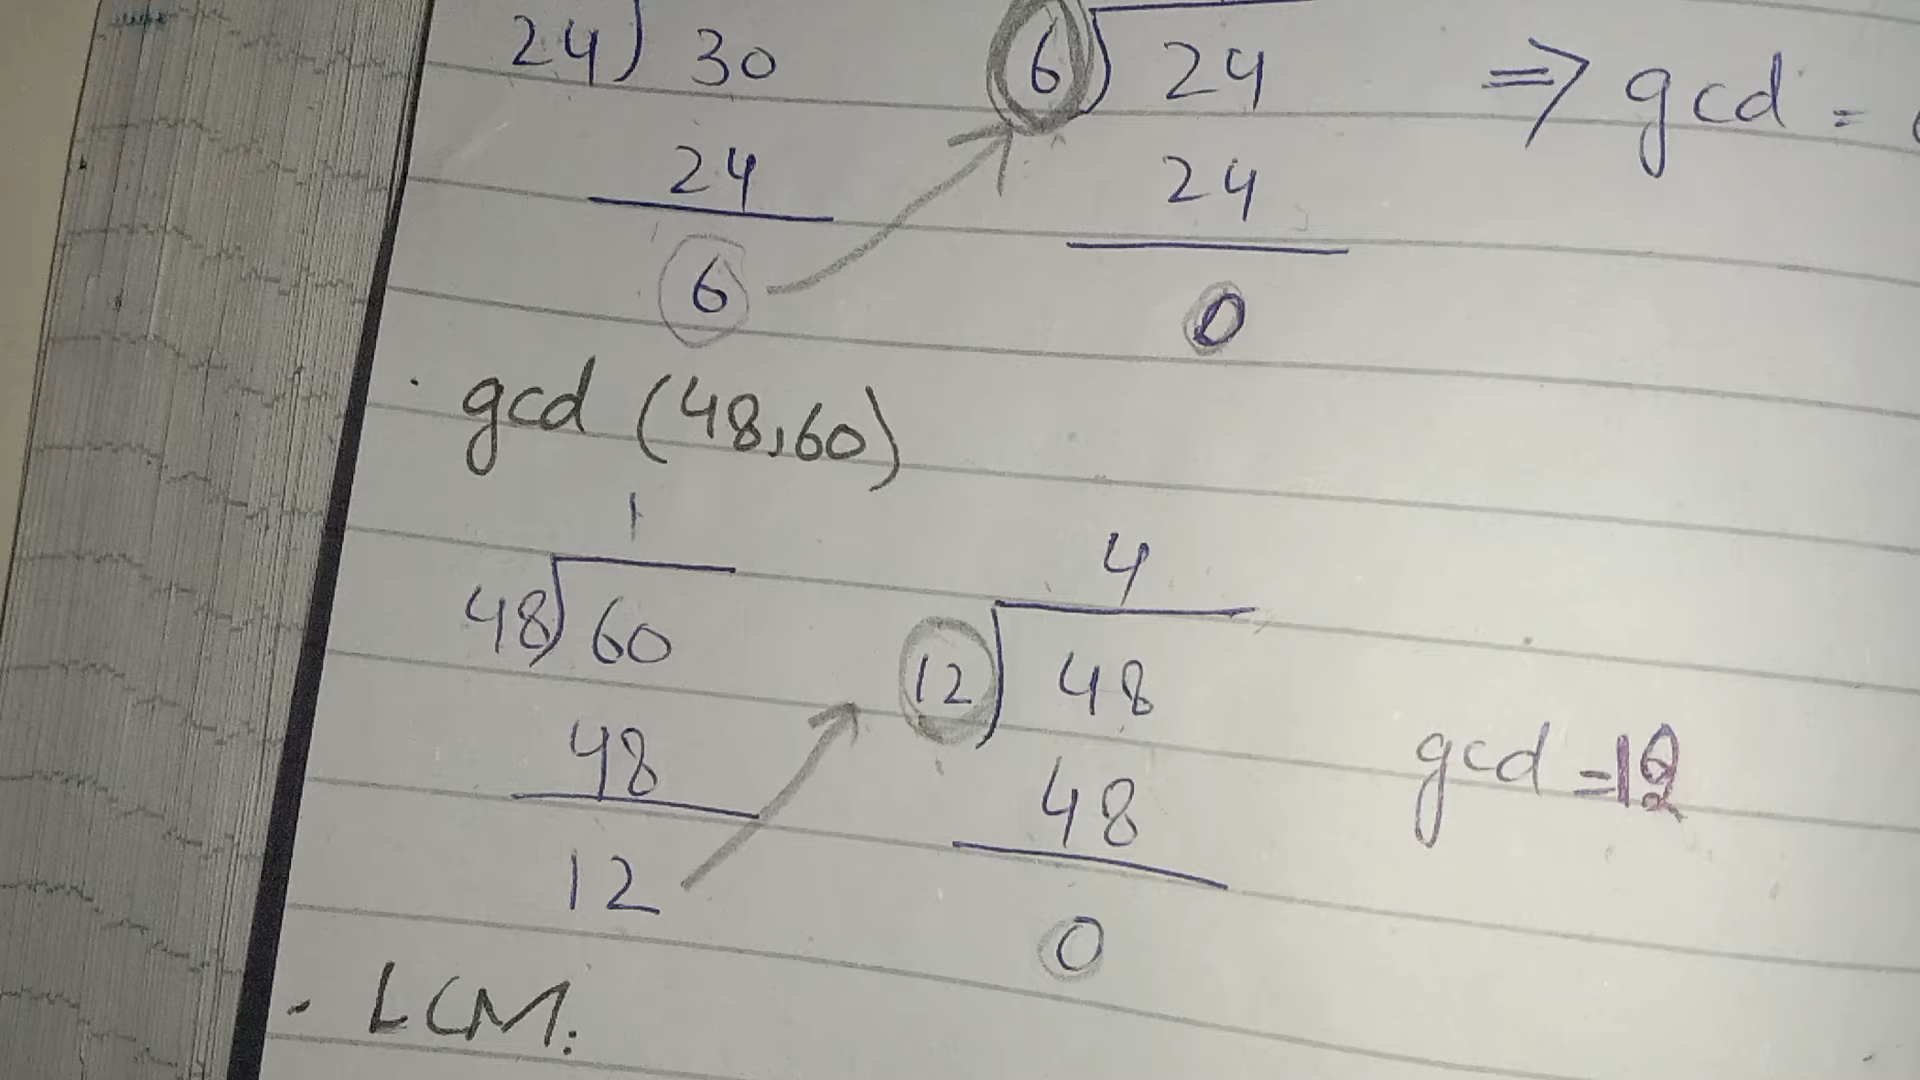 24) 30 6) 24 => gcd =
24 24
6 0
. gcd (48,60)
1 4
48) 60 12) 48
48 48 gcd =12
12 0
- LCM: